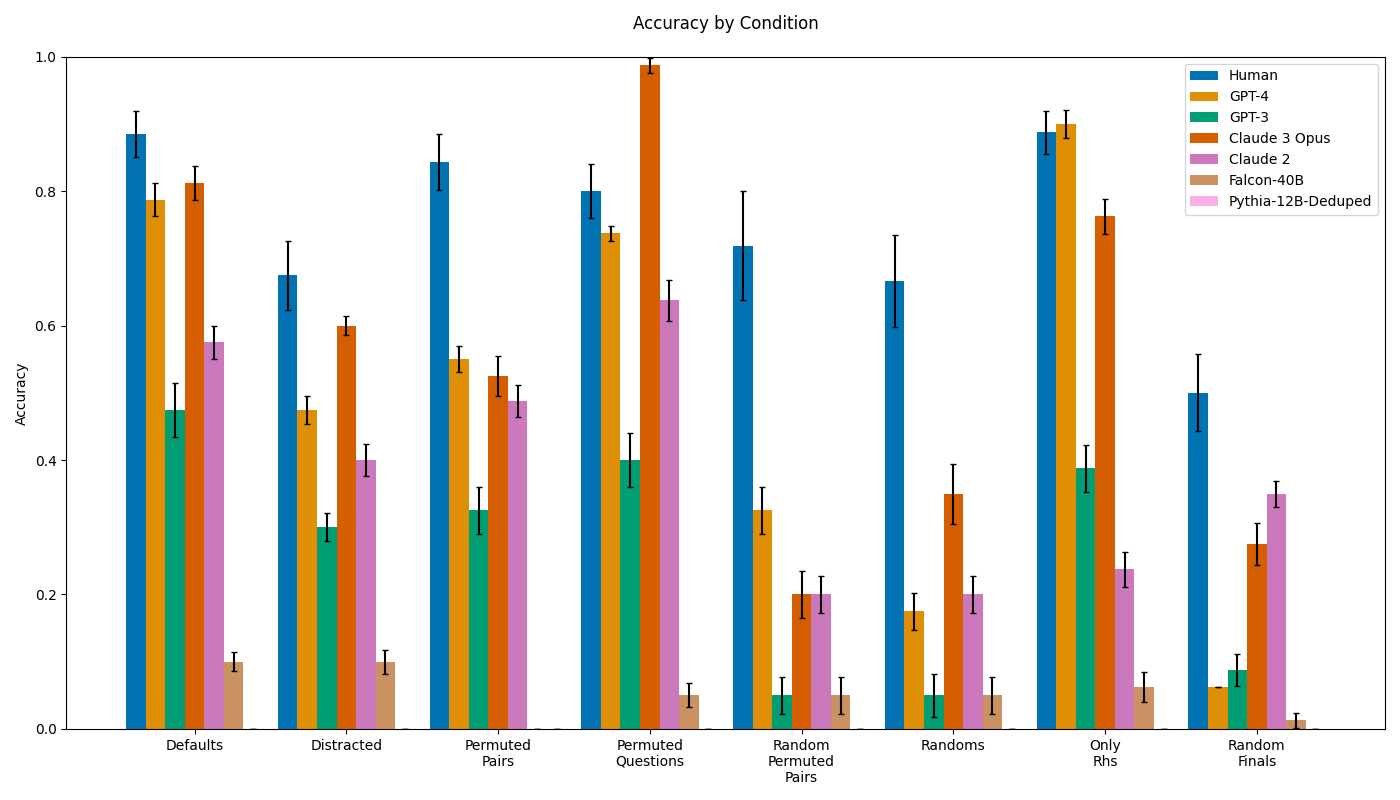 Accuracy by Condition
1.0
0.8
0.6
0.4
0.2
0.0
Accuracy
Human
GPT-4
GPT-3
Claude 3 Opus
Claude 2
Falcon-40B
Pythia-12B-Deduped
Defaults
Distracted
Permuted
Pairs
Permuted
Questions
Random
Permuted
Pairs
Randoms
Only
Rhs
Random
Finals